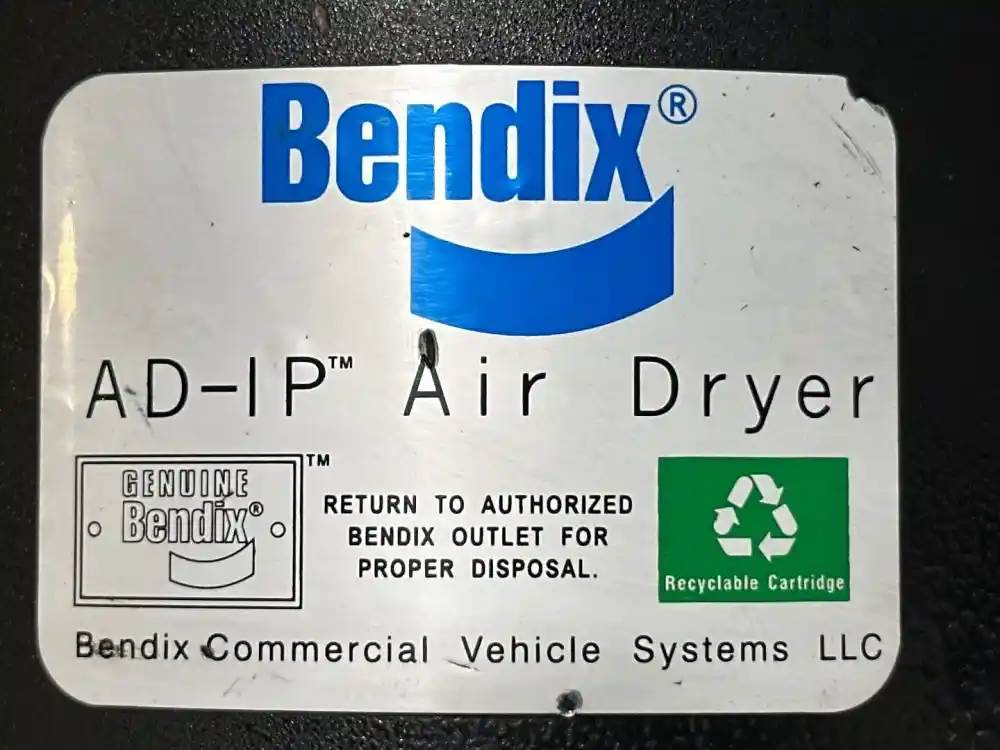 Bendix®
AD-IP™ Air Dryer
GENUINE
Bendix®
™
RETURN TO AUTHORIZED
BENDIX OUTLET FOR
PROPER DISPOSAL.
Recyclable Cartridge
Bendix Commercial Vehicle Systems LLC